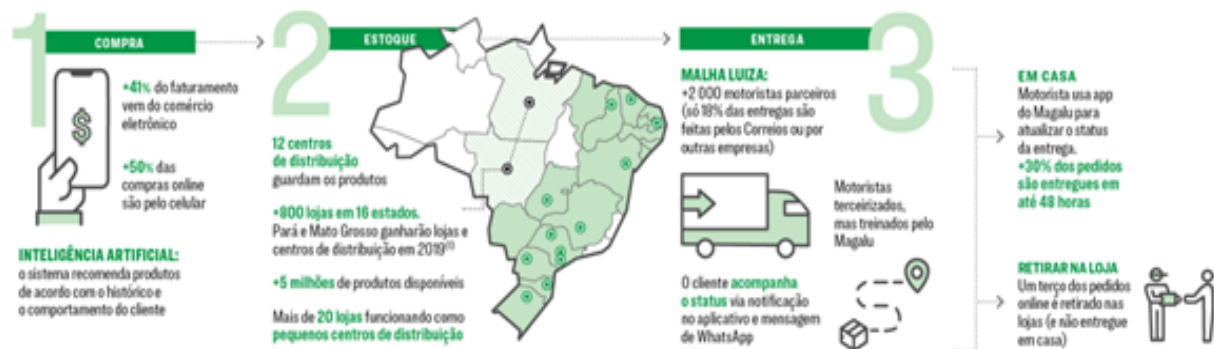 1
COMPRA
+41% do faturamento
vem do comércio
eletrônico
$
+50% das
compras online
são pelo celular
INTELIGÊNCIA ARTIFICIAL:
o sistema recomenda produtos
de acordo com o histórico e
o comportamento do cliente
2
ESTOQUE
12 centros
de distribuição
guardam os produtos
+800 lojas em 16 estados.
Pará e Mato Grosso ganharão lojas e
centros de distribuição em 2019(1)
+5 milhões de produtos disponíveis
Mais de 20 lojas funcionando como
pequenos centros de distribuição
3
ENTREGA
MALHA LUIZA:
+2 000 motoristas parceiros
(só 18% das entregas são
feitas pelos Correios ou por
outras empresas)
Motoristas
terceirizados,
mas treinados pelo
Magalu
O cliente acompanha
o status via notificação
no aplicativo e mensagem
de WhatsApp
EM CASA
Motorista usa app
do Magalu para
atualizar o status
da entrega.
+30% dos pedidos
são entregues em
até 48 horas
RETIRAR NA LOJA
Um terço dos pedidos
online é retirado nas
lojas (e não entregue
em casa)